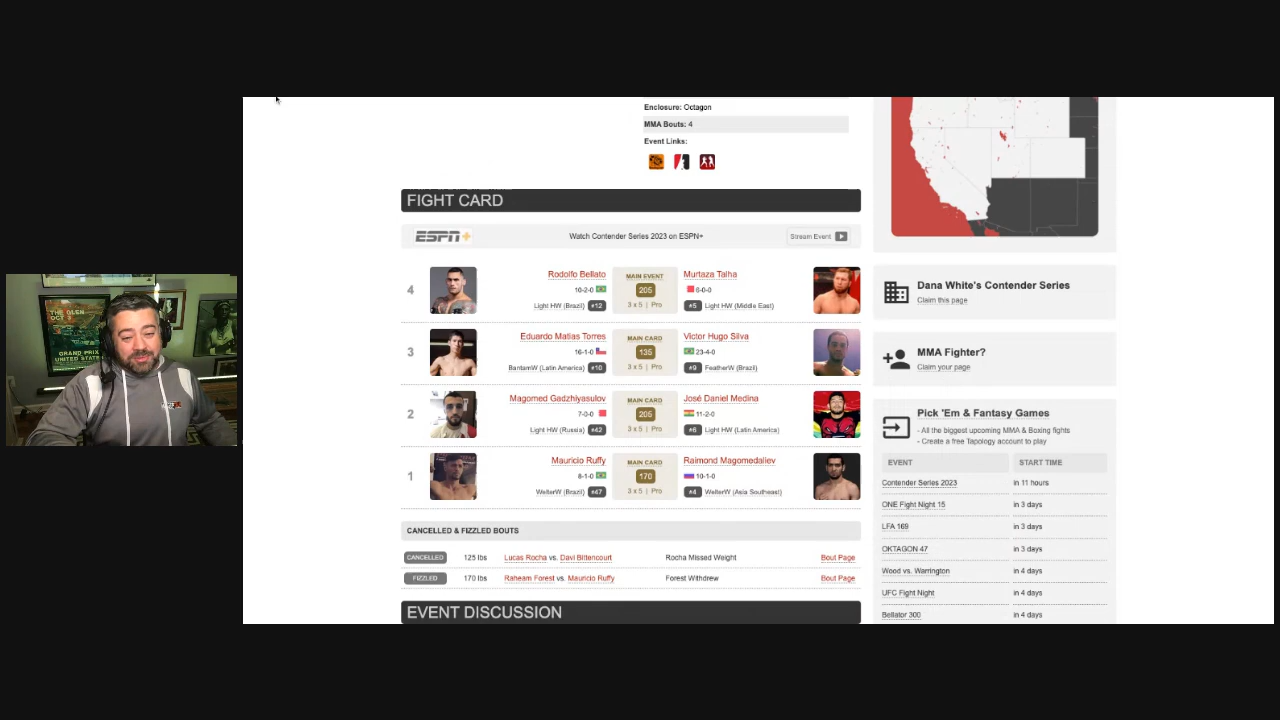 THE GLEN
OCT 3
GRAND PRIX
UNITED STATES
Enclosure: Octagon
MMA Bouts: 4
Event Links:
FIGHT CARD
ESPN+
Watch Contender Series 2023 on ESPN+
Stream Event
4
Rodolfo Bellato
10-2-0
Light HW (Brazil) #12
MAIN EVENT
205
3 x 5 | Pro
Murtaza Talha
6-0-0
#5 Light HW (Middle East)
3
Eduardo Matias Torres
16-1-0
BantamW (Latin America) #10
MAIN CARD
135
3 x 5 | Pro
Victor Hugo Silva
23-4-0
#9 FeatherW (Brazil)
2
Magomed Gadzhiyasulov
7-0-0
Light HW (Russia) #42
MAIN CARD
205
3 x 5 | Pro
José Daniel Medina
11-2-0
#6 Light HW (Latin America)
1
Mauricio Ruffy
8-1-0
WelterW (Brazil) #47
MAIN CARD
170
3 x 5 | Pro
Raimond Magomedaliev
10-1-0
#4 WelterW (Asia Southeast)
CANCELLED & FIZZLED BOUTS
CANCELLED 125 lbs Lucas Rocha vs. Davi Bittencourt Rocha Missed Weight Bout Page
FIZZLED 170 lbs Raheam Forest vs. Mauricio Ruffy Forest Withdrew Bout Page
EVENT DISCUSSION
Dana White's Contender Series
Claim this page
MMA Fighter?
Claim your page
Pick 'Em & Fantasy Games
- All the biggest upcoming MMA & Boxing fights
- Create a free Tapology account to play
EVENT START TIME
Contender Series 2023 in 11 hours
ONE Fight Night 15 in 3 days
LFA 169 in 3 days
OKTAGON 47 in 3 days
Wood vs. Warrington in 4 days
UFC Fight Night in 4 days
Bellator 300 in 4 days